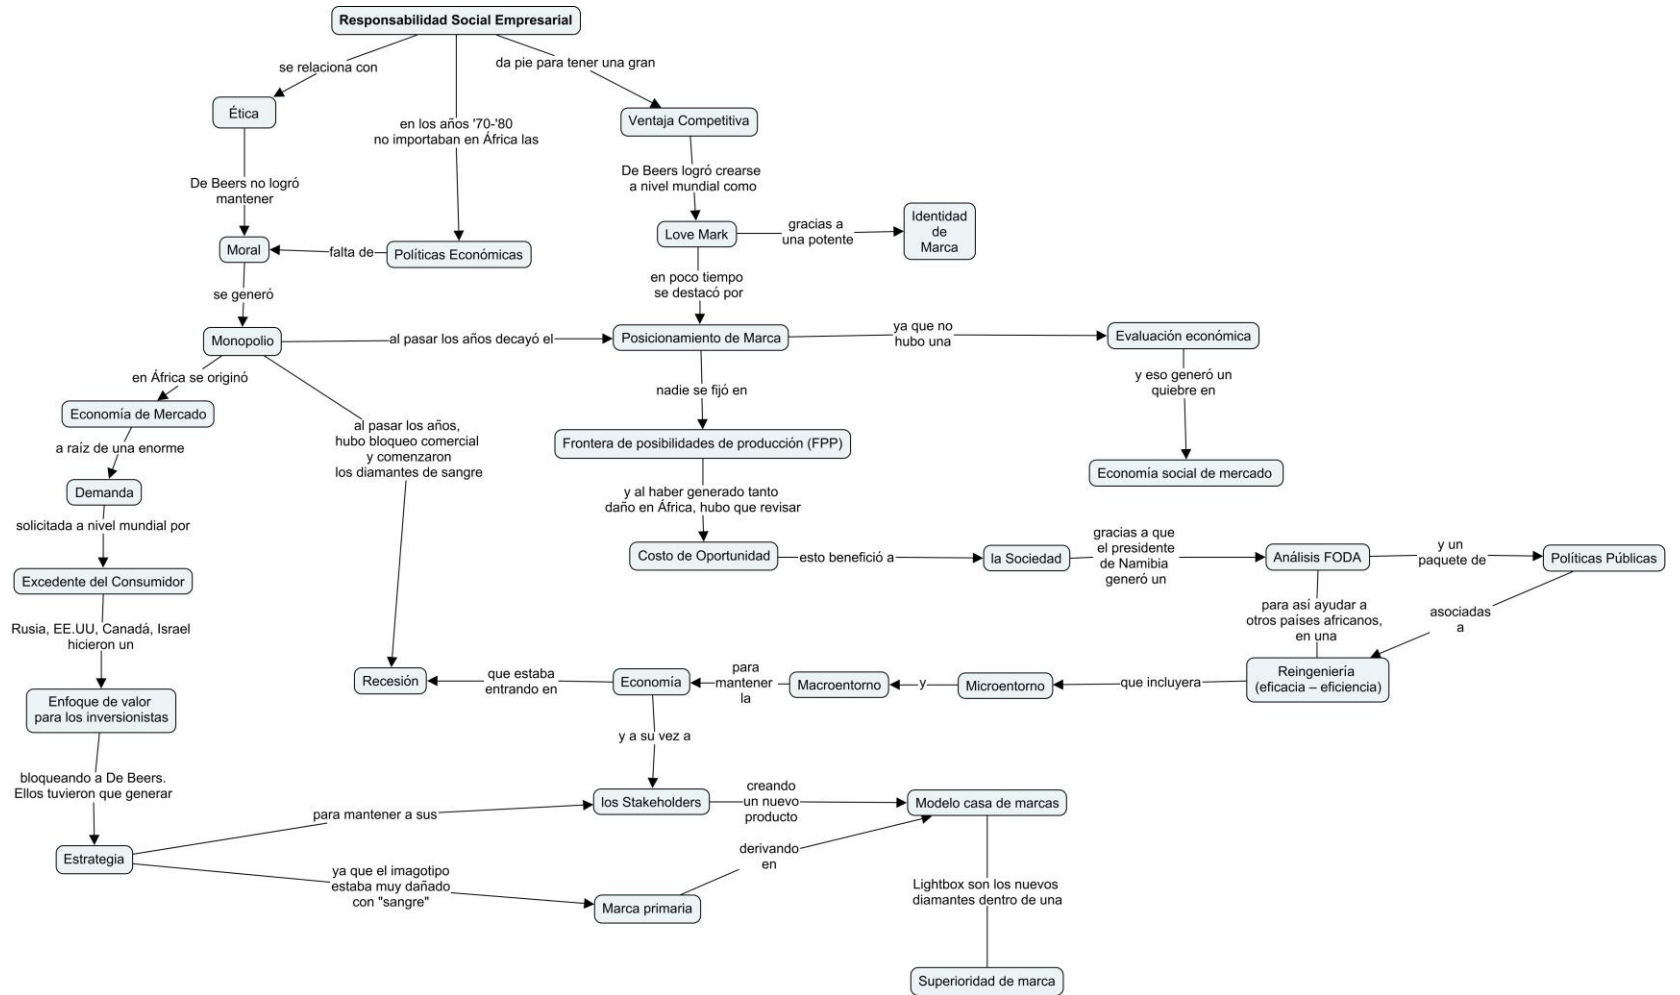 Responsabilidad Social Empresarial
se relaciona con
da pie para tener una gran
Ética
en los años '70-'80
no importaban en África las
Ventaja Competitiva
De Beers no logró
mantener
De Beers logró crearse
a nivel mundial como
Moral
falta de
Políticas Económicas
Love Mark
gracias a
una potente
Identidad
de
Marca
se generó
en poco tiempo
se destacó por
Monopolio
al pasar los años decayó el
Posicionamiento de Marca
ya que no
hubo una
Evaluación económica
en África se originó
nadie se fijó en
y eso generó un
quiebre en
Economía de Mercado
al pasar los años,
hubo bloqueo comercial
y comenzaron
los diamantes de sangre
Frontera de posibilidades de producción (FPP)
Economía social de mercado
a raíz de una enorme
Demanda
y al haber generado tanto
daño en África, hubo que revisar
solicitada a nivel mundial por
Costo de Oportunidad
esto benefició a
la Sociedad
gracias a que
el presidente
de Namibia
generó un
Análisis FODA
y un
paquete de
Políticas Públicas
Excedente del Consumidor
para así ayudar a
otros países africanos,
en una
asociadas
a
Rusia, EE.UU, Canadá, Israel
hicieron un
Recesión
que estaba
entrando en
Economía
para
mantener
la
Macroentorno
y
Microentorno
que incluyera
Reingeniería
(eficacia – eficiencia)
Enfoque de valor
para los inversionistas
y a su vez a
bloqueando a De Beers.
Ellos tuvieron que generar
los Stakeholders
creando
un nuevo
producto
Modelo casa de marcas
para mantener a sus
Estrategia
derivando
en
ya que el imagotipo
estaba muy dañado
con "sangre"
Marca primaria
Lightbox son los nuevos
diamantes dentro de una
Superioridad de marca